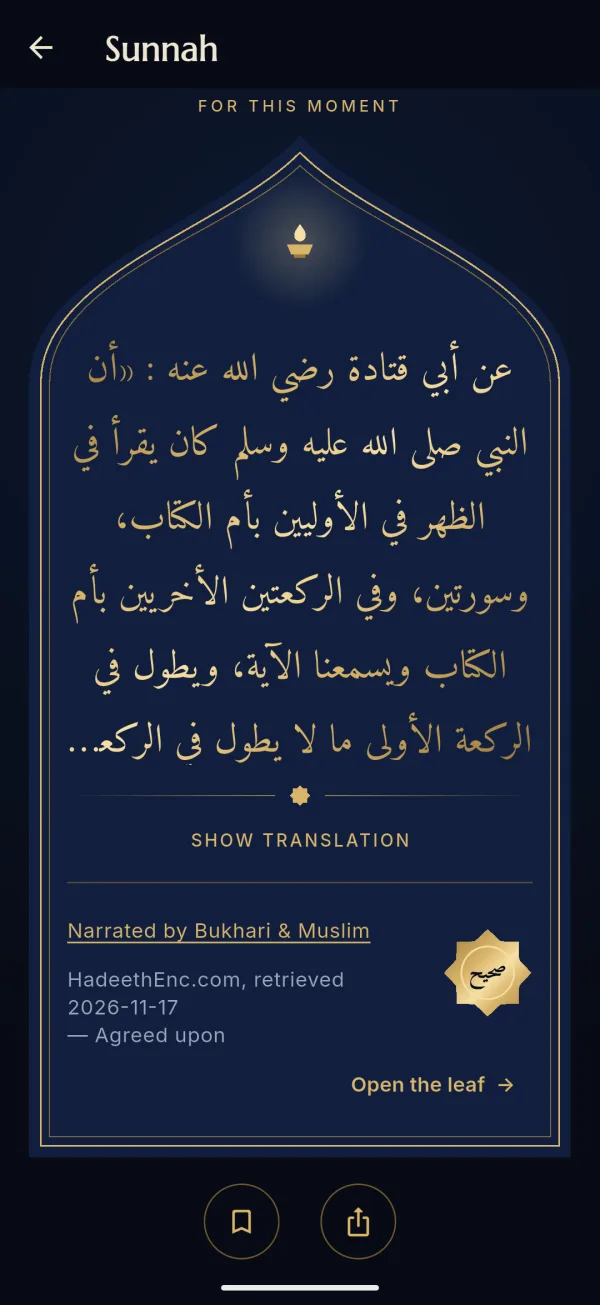 Sunnah
FOR THIS MOMENT
عن أبي قتادة رضي الله عنه : «أن
النبي صلى الله عليه وسلم كان يقرأ في
الظهر في الأوليين بأم الكتاب،
وسورتين، وفي الركعتين الأخريين بأم
الكتاب ويسمعنا الآية، ويطول في
الركعة الأولى ما لا يطول في الركع...
SHOW TRANSLATION
Narrated by Bukhari & Muslim
HadeethEnc.com, retrieved
2026-11-17
— Agreed upon
صحيح
Open the leaf →